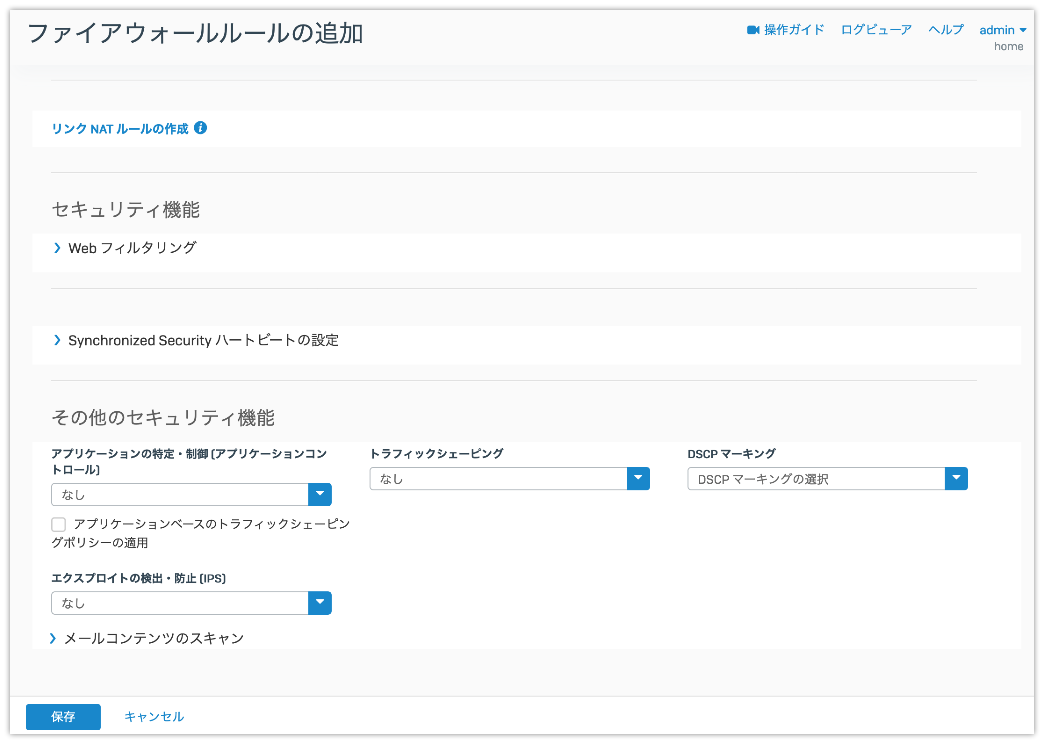 ファイアウォールルールの追加
操作ガイド ログビューア ヘルプ admin
home
リンク NAT ルールの作成
セキュリティ機能
Web フィルタリング
Synchronized Security ハートビートの設定
その他のセキュリティ機能
アプリケーションの特定・制御 (アプリケーションコン
トロール)
なし
アプリケーションベースのトラフィックシェーピン
グポリシーの適用
トラフィックシェーピング
なし
DSCP マーキング
DSCP マーキングの選択
エクスプロイトの検出・防止 (IPS)
なし
メールコンテンツのスキャン
保存 キャンセル